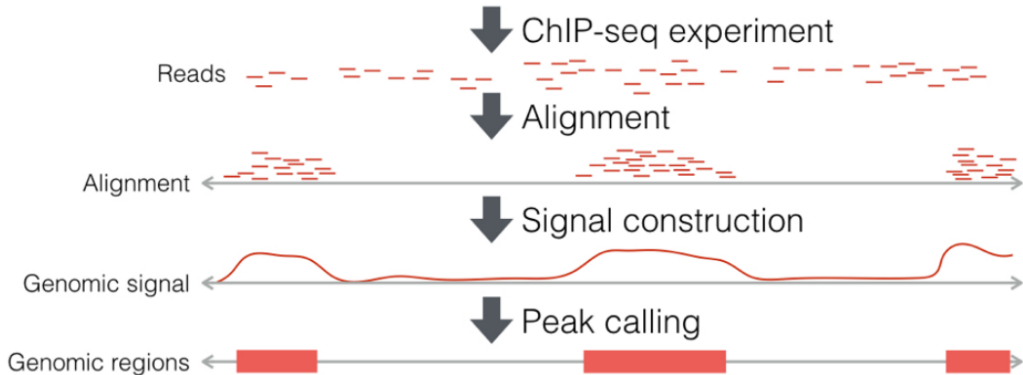 ChIP-seq experiment
Reads
Alignment
Alignment
Signal construction
Genomic signal
Peak calling
Genomic regions